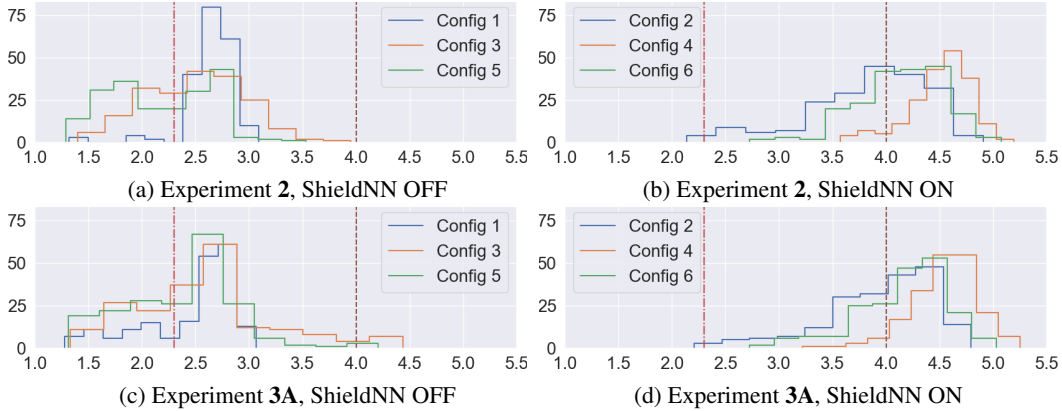 75
50
25
0
Config 1
Config 3
Config 5
1.0 1.5 2.0 2.5 3.0 3.5 4.0 4.5 5.0 5.5
(a) Experiment 2, ShieldNN OFF
75
50
25
0
Config 2
Config 4
Config 6
1.0 1.5 2.0 2.5 3.0 3.5 4.0 4.5 5.0 5.5
(b) Experiment 2, ShieldNN ON
75
50
25
0
Config 1
Config 3
Config 5
1.0 1.5 2.0 2.5 3.0 3.5 4.0 4.5 5.0 5.5
(c) Experiment 3A, ShieldNN OFF
75
50
25
0
Config 2
Config 4
Config 6
1.0 1.5 2.0 2.5 3.0 3.5 4.0 4.5 5.0 5.5
(d) Experiment 3A, ShieldNN ON